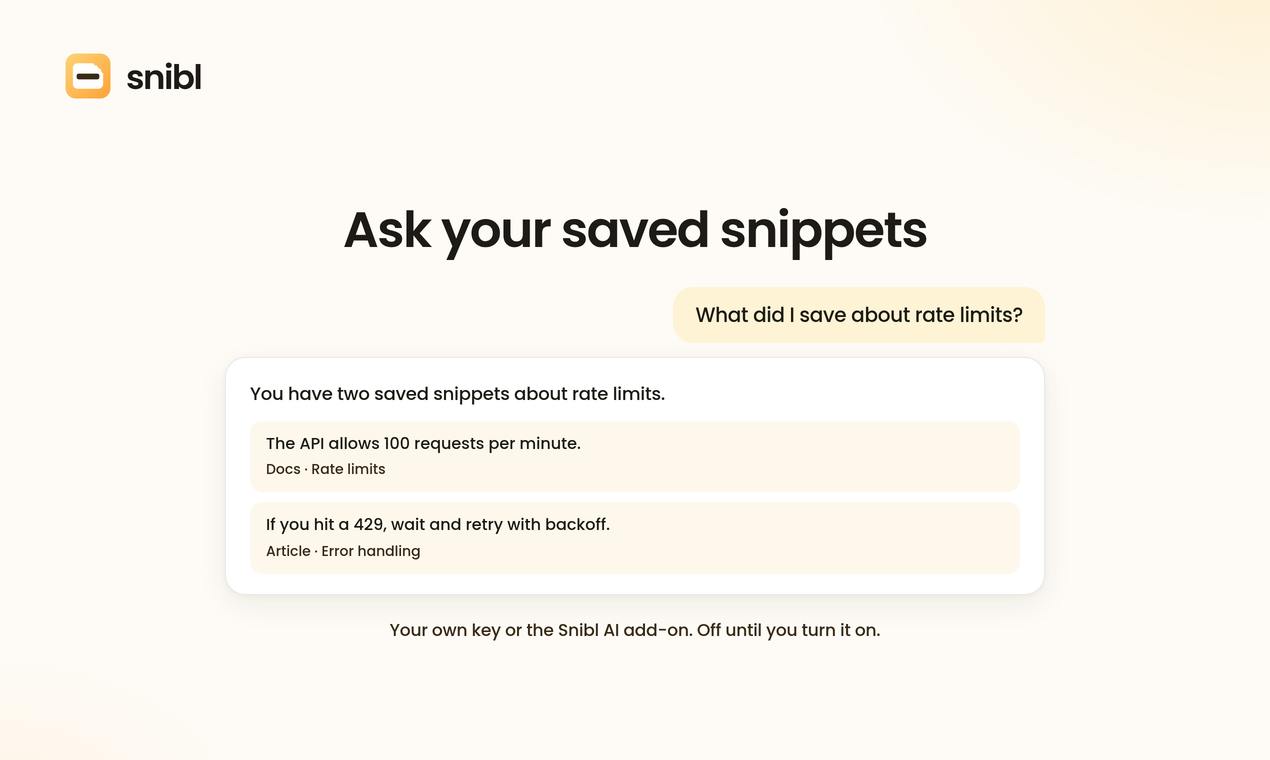 snibl
Ask your saved snippets
What did I save about rate limits?
You have two saved snippets about rate limits.
The API allows 100 requests per minute.
Docs · Rate limits
If you hit a 429, wait and retry with backoff.
Article · Error handling
Your own key or the Snibl AI add-on. Off until you turn it on.